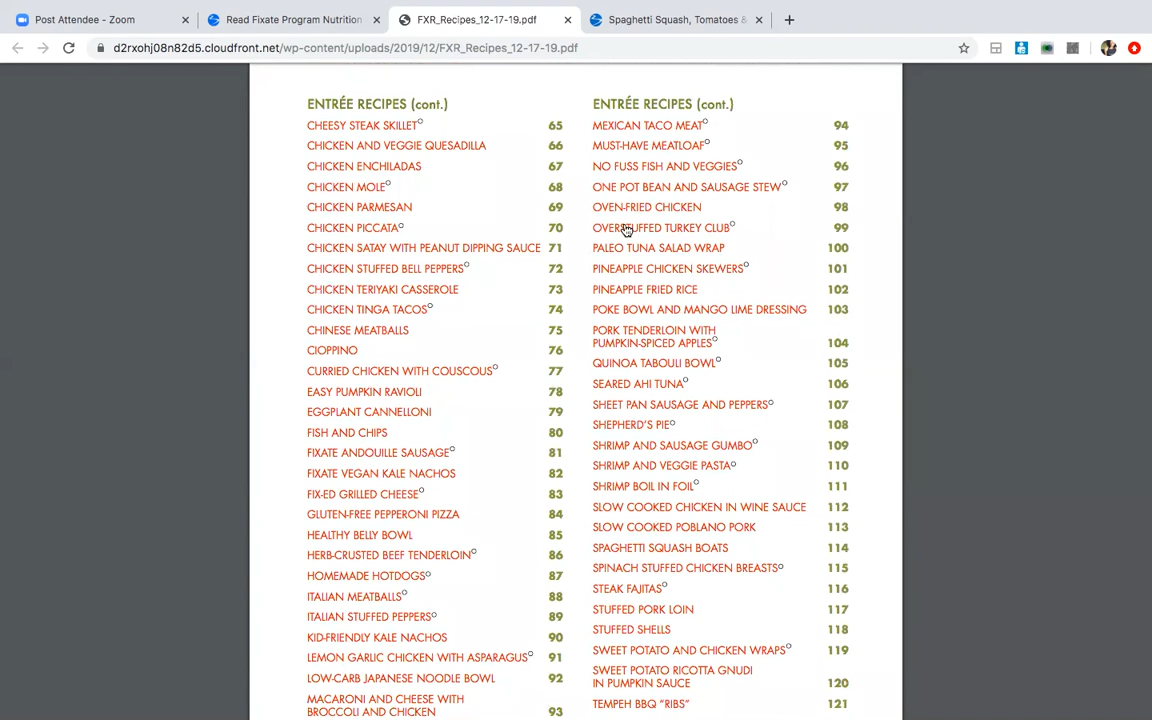 Post Attendee - Zoom
Read Fixate Program Nutrition
FXR_Recipes_12-17-19.pdf
Spaghetti Squash, Tomatoes &
d2rxohj08n82d5.cloudfront.net/wp-content/uploads/2019/12/FXR_Recipes_12-17-19.pdf
ENTRÉE RECIPES (cont.)
CHEESY STEAK SKILLET° 65
CHICKEN AND VEGGIE QUESADILLA 66
CHICKEN ENCHILADAS 67
CHICKEN MOLE° 68
CHICKEN PARMESAN 69
CHICKEN PICCATA° 70
CHICKEN SATAY WITH PEANUT DIPPING SAUCE 71
CHICKEN STUFFED BELL PEPPERS° 72
CHICKEN TERIYAKI CASSEROLE 73
CHICKEN TINGA TACOS° 74
CHINESE MEATBALLS 75
CIOPPINO 76
CURRIED CHICKEN WITH COUSCOUS° 77
EASY PUMPKIN RAVIOLI 78
EGGPLANT CANNELLONI 79
FISH AND CHIPS 80
FIXATE ANDOUILLE SAUSAGE° 81
FIXATE VEGAN KALE NACHOS 82
FIX-ED GRILLED CHEESE° 83
GLUTEN-FREE PEPPERONI PIZZA 84
HEALTHY BELLY BOWL 85
HERB-CRUSTED BEEF TENDERLOIN° 86
HOMEMADE HOTDOGS° 87
ITALIAN MEATBALLS° 88
ITALIAN STUFFED PEPPERS° 89
KID-FRIENDLY KALE NACHOS 90
LEMON GARLIC CHICKEN WITH ASPARAGUS° 91
LOW-CARB JAPANESE NOODLE BOWL 92
MACARONI AND CHEESE WITH
BROCCOLI AND CHICKEN 93
ENTRÉE RECIPES (cont.)
MEXICAN TACO MEAT° 94
MUST-HAVE MEATLOAF° 95
NO FUSS FISH AND VEGGIES° 96
ONE POT BEAN AND SAUSAGE STEW° 97
OVEN-FRIED CHICKEN 98
OVERSTUFFED TURKEY CLUB° 99
PALEO TUNA SALAD WRAP 100
PINEAPPLE CHICKEN SKEWERS° 101
PINEAPPLE FRIED RICE 102
POKE BOWL AND MANGO LIME DRESSING 103
PORK TENDERLOIN WITH
PUMPKIN-SPICED APPLES° 104
QUINOA TABOULI BOWL° 105
SEARED AHI TUNA° 106
SHEET PAN SAUSAGE AND PEPPERS° 107
SHEPHERD'S PIE° 108
SHRIMP AND SAUSAGE GUMBO° 109
SHRIMP AND VEGGIE PASTA° 110
SHRIMP BOIL IN FOIL° 111
SLOW COOKED CHICKEN IN WINE SAUCE 112
SLOW COOKED POBLANO PORK 113
SPAGHETTI SQUASH BOATS 114
SPINACH STUFFED CHICKEN BREASTS° 115
STEAK FAJITAS° 116
STUFFED PORK LOIN 117
STUFFED SHELLS 118
SWEET POTATO AND CHICKEN WRAPS° 119
SWEET POTATO RICOTTA GNUDI
IN PUMPKIN SAUCE 120
TEMPEH BBQ "RIBS" 121